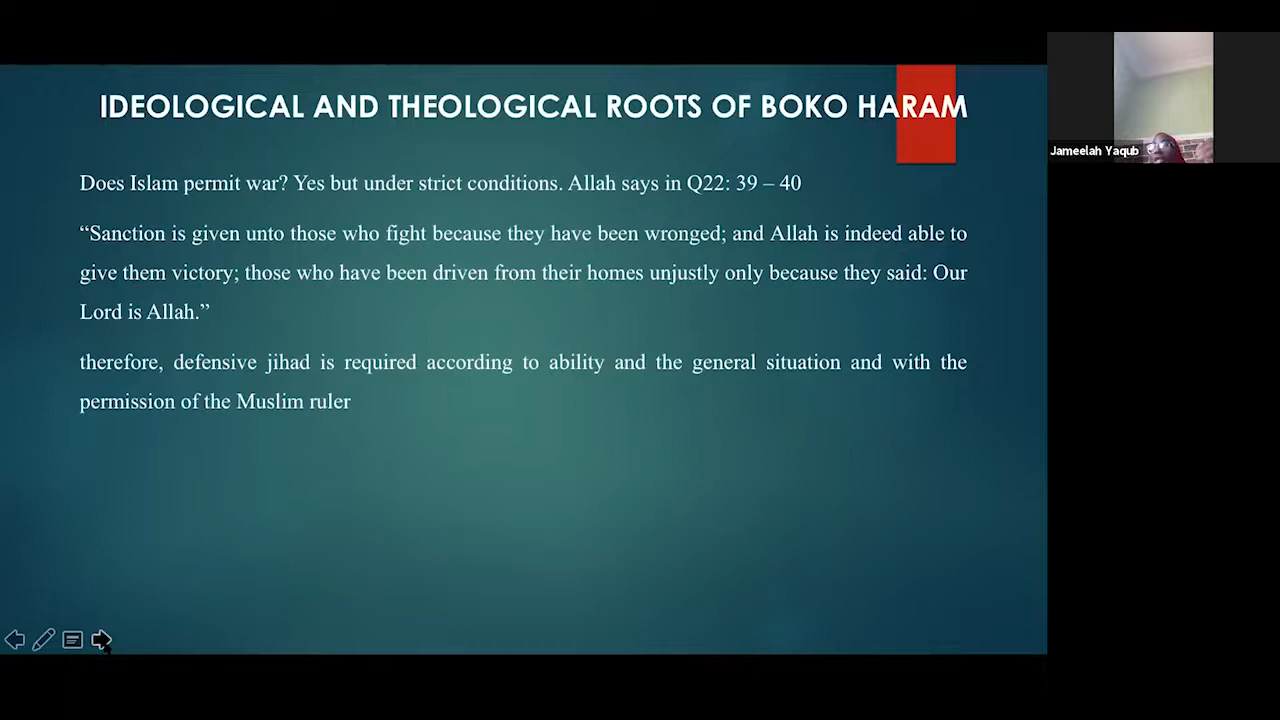 IDEOLOGICAL AND THEOLOGICAL ROOTS OF BOKO HARAM
Does Islam permit war? Yes but under strict conditions. Allah says in Q22: 39 – 40
“Sanction is given unto those who fight because they have been wronged; and Allah is indeed able to
give them victory; those who have been driven from their homes unjustly only because they said: Our
Lord is Allah.”
therefore, defensive jihad is required according to ability and the general situation and with the
permission of the Muslim ruler
Jameelah Yaqub